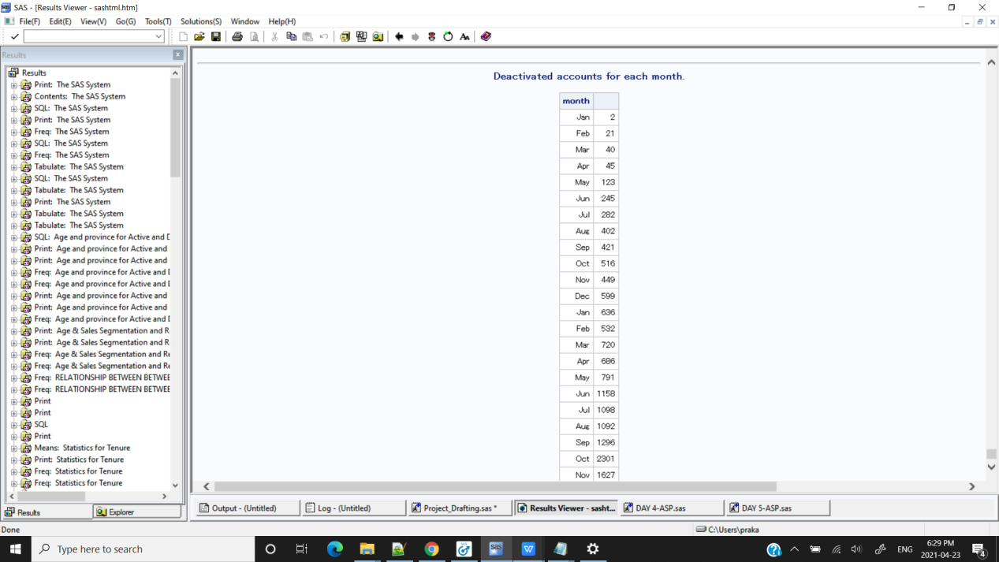 SAS - [Results Viewer - sashtml.htm]
File(F) Edit(E) View(V) Go(G) Tools(T) Solutions(S) Window Help(H)
Results
Results
Print: The SAS System
Contents: The SAS System
SQL: The SAS System
Print: The SAS System
Freq: The SAS System
SQL: The SAS System
Freq: The SAS System
Tabulate: The SAS System
SQL: The SAS System
Tabulate: The SAS System
Print: The SAS System
Tabulate: The SAS System
Tabulate: The SAS System
SQL: Age and province for Active and D
Print: Age and province for Active and
Print: Age and province for Active and
Freq: Age and province for Active and D
Freq: Age and province for Active and D
Print: Age and province for Active and
Print: Age and province for Active and
Freq: Age and province for Active and D
Print: Age & Sales Segmentation and R
Print: Age & Sales Segmentation and R
Freq: Age & Sales Segmentation and Re
Freq: Age & Sales Segmentation and Re
Freq: RELATIONSHIP BETWEEN BETWEE
Freq: RELATIONSHIP BETWEEN BETWEE
Print
Print
SQL
Print
Means: Statistics for Tenure
Print: Statistics for Tenure
Freq: Statistics for Tenure
Freq: Statistics for Tenure
Results Explorer
Deactivated accounts for each month.
month
Jan 2
Feb 21
Mar 40
Apr 45
May 123
Jun 245
Jul 282
Aug 402
Sep 421
Oct 516
Nov 449
Dec 599
Jan 636
Feb 532
Mar 720
Apr 686
May 791
Jun 1158
Jul 1098
Aug 1092
Sep 1296
Oct 2301
Nov 1627
Output - (Untitled) Log - (Untitled) Project_Drafting.sas * Results Viewer - sasht... DAY 4-ASP.sas DAY 5-ASP.sas
Done C:\Users\praka
Type here to search
ENG 6:29 PM
2021-04-23
4